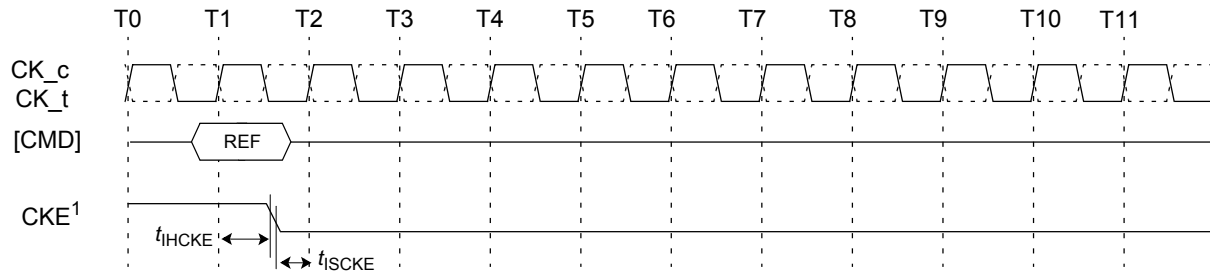 T0 T1 T2 T3 T4 T5 T6 T7 T8 T9 T10 T11
CK_c
CK_t
[CMD] REF
CKE1
tIHCKE
tISCKE